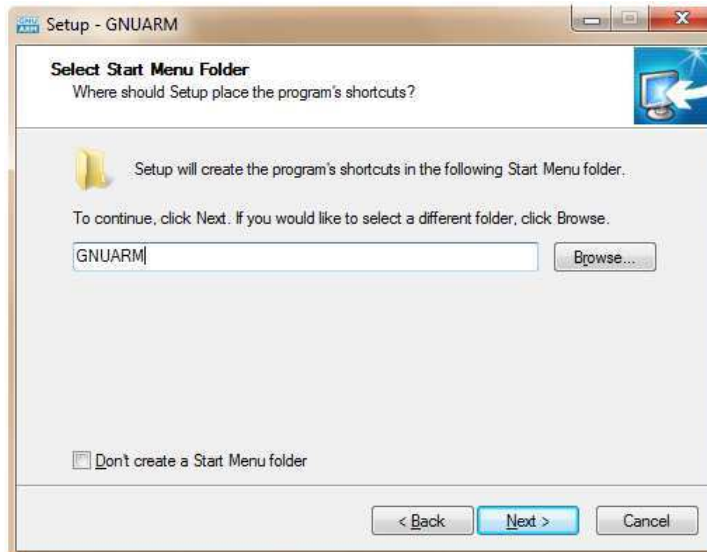 GNU
ARM
Setup - GNUARM
Select Start Menu Folder
Where should Setup place the program's shortcuts?
Setup will create the program's shortcuts in the following Start Menu folder.
To continue, click Next. If you would like to select a different folder, click Browse.
GNUARM
Browse...
Don't create a Start Menu folder
< Back
Next >
Cancel